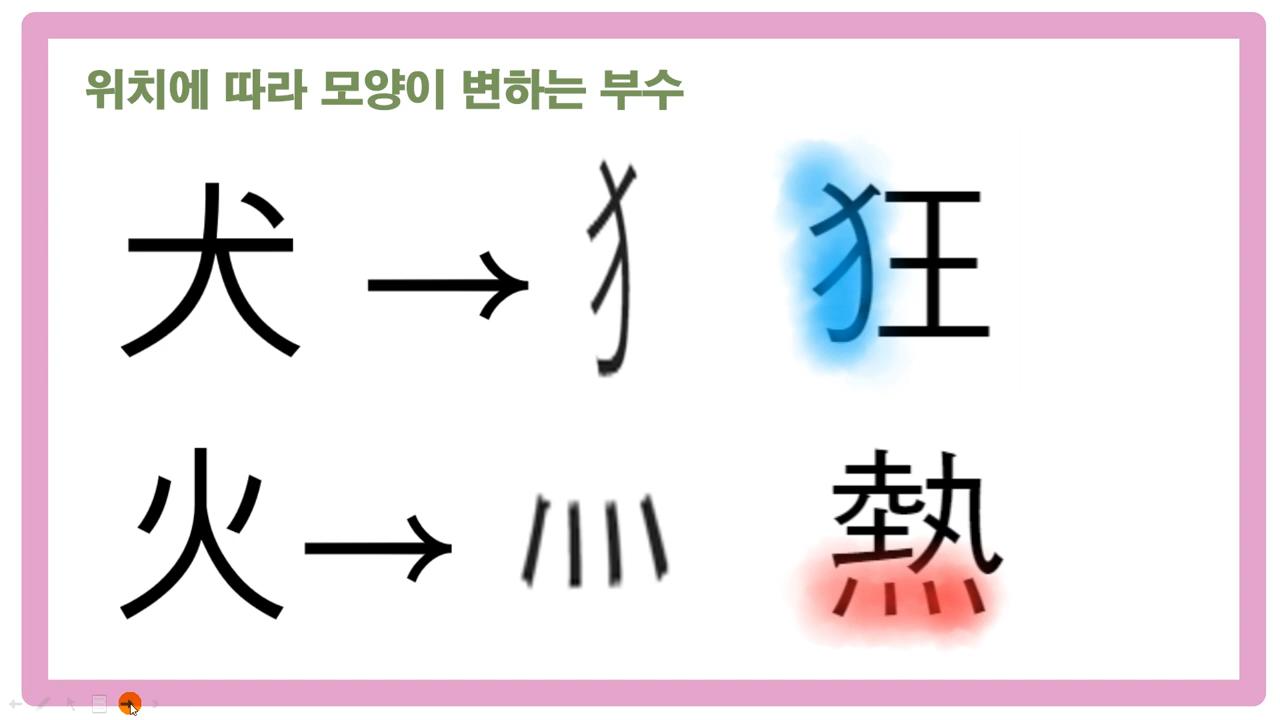 위치에 따라 모양이 변하는 부수
犬 → 犭 狂
火 → 灬 熱